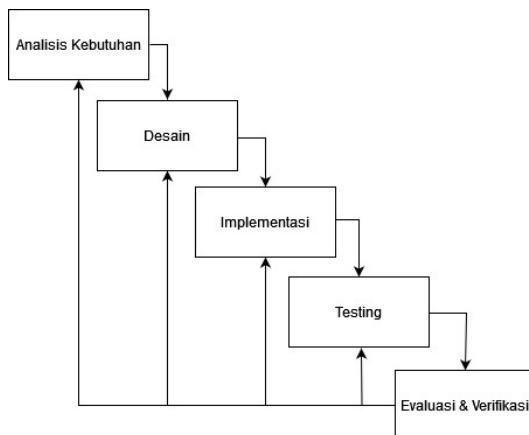 Analisis Kebutuhan
Desain
Implementasi
Testing
Evaluasi & Verifikasi